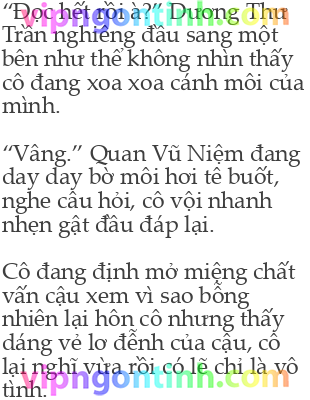 “Đọc hết rồi à?” Dương Thư
Trần nghiêng đầu sang một
bên như thể không nhìn thấy
cô đang xoa xoa cánh môi của
mình.
“Vâng.” Quan Vũ Niệm đang
day day bờ môi hơi tê buốt,
nghe câu hỏi, cô vội nhanh
nhẹn gật đầu đáp lại.
Cô đang định mở miệng chất
vấn cậu xem vì sao bỗng
nhiên lại hôn cô nhưng thấy
dáng vẻ lơ đễnh của cậu, cô
lại nghĩ vừa rồi có lẽ chỉ là vô
tình.
vipngontinh.com
vipngontinh.com